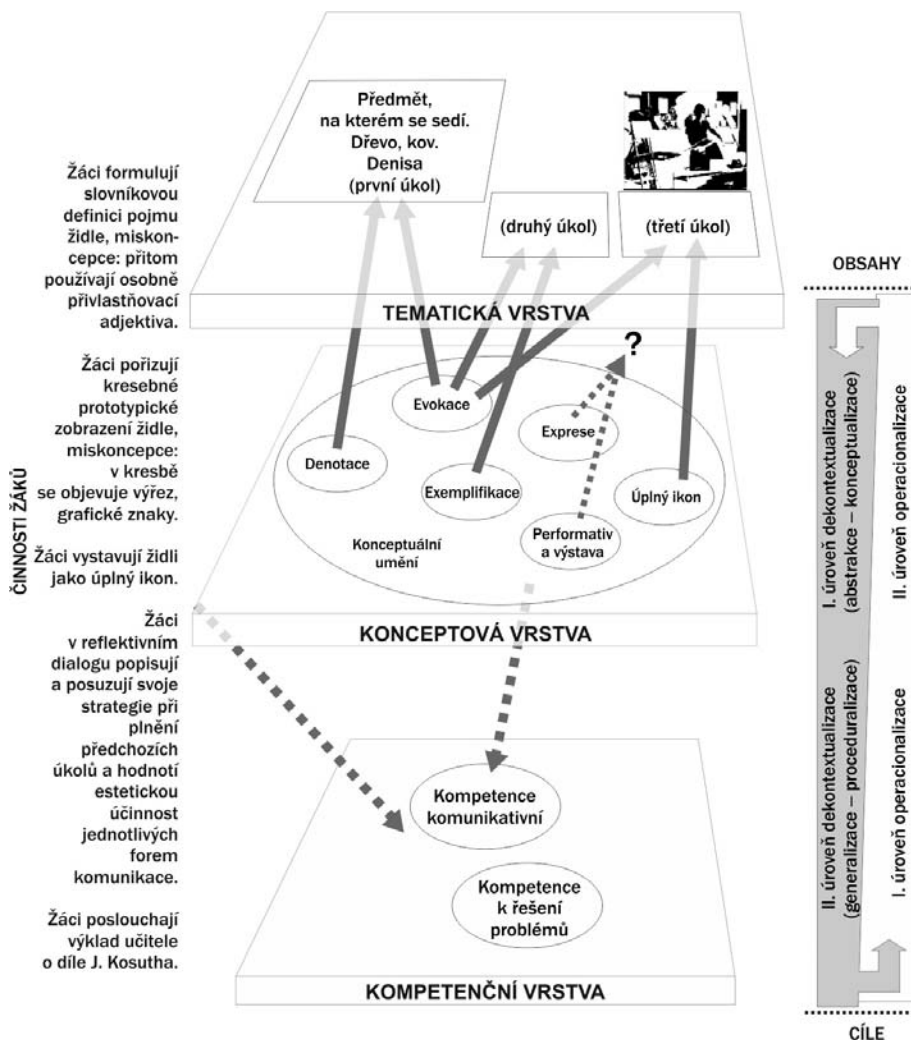 Předmět,
na kterém se sedí.
Dřevo, kov.
Denisa
(první úkol)
(druhý úkol)
(třetí úkol)
TEMATICKÁ VRSTVA
Žáci formulují
slovníkovou
definici pojmu
židle, miskon-
cepce: přitom
používají osobně
přivlastňovací
adjektiva.
Žáci pořizují
kresebné
prototypické
zobrazení židle,
miskoncepce:
v kresbě
se objevuje výřez,
grafické znaky.
Žáci vystavují židli
jako úplný ikon.
Žáci
v reflektivním
dialogu popisují
a posuzují svoje
strategie při
plnění
předchozích
úkolů a hodnotí
estetickou
účinnost
jednotlivých
forem
komunikace.
Žáci poslouchají
výklad učitele
o díle J. Kosutha.
ČINNOSTI ŽÁKŮ
?
Evokace
Exprese
Denotace
Exemplifikace
Úplný ikon
Performativ
a výstava
Konceptuální
umění
KONCEPTOVÁ VRSTVA
Kompetence
komunikativní
Kompetence
k řešení
problémů
KOMPETENČNÍ VRSTVA
OBSAHY
I. úroveň dekontextualizace
(abstrakce – konceptualizace)
II. úroveň operacionalizace
II. úroveň dekontextualizace
(generalizace – proceduralizace)
I. úroveň operacionalizace
CÍLE